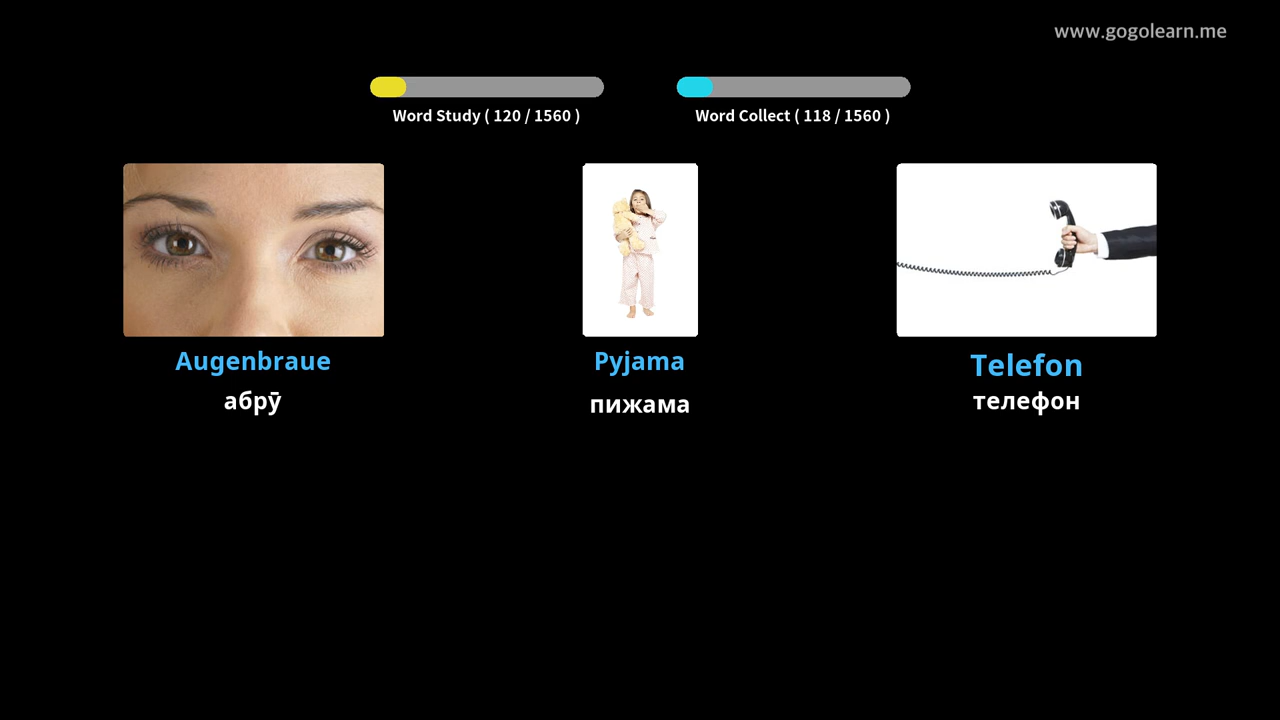 www.gogolearn.me
Word Study ( 120 / 1560 )
Word Collect ( 118 / 1560 )
Augenbraue
Pyjama
Telefon
абрӯ
пижама
телефон